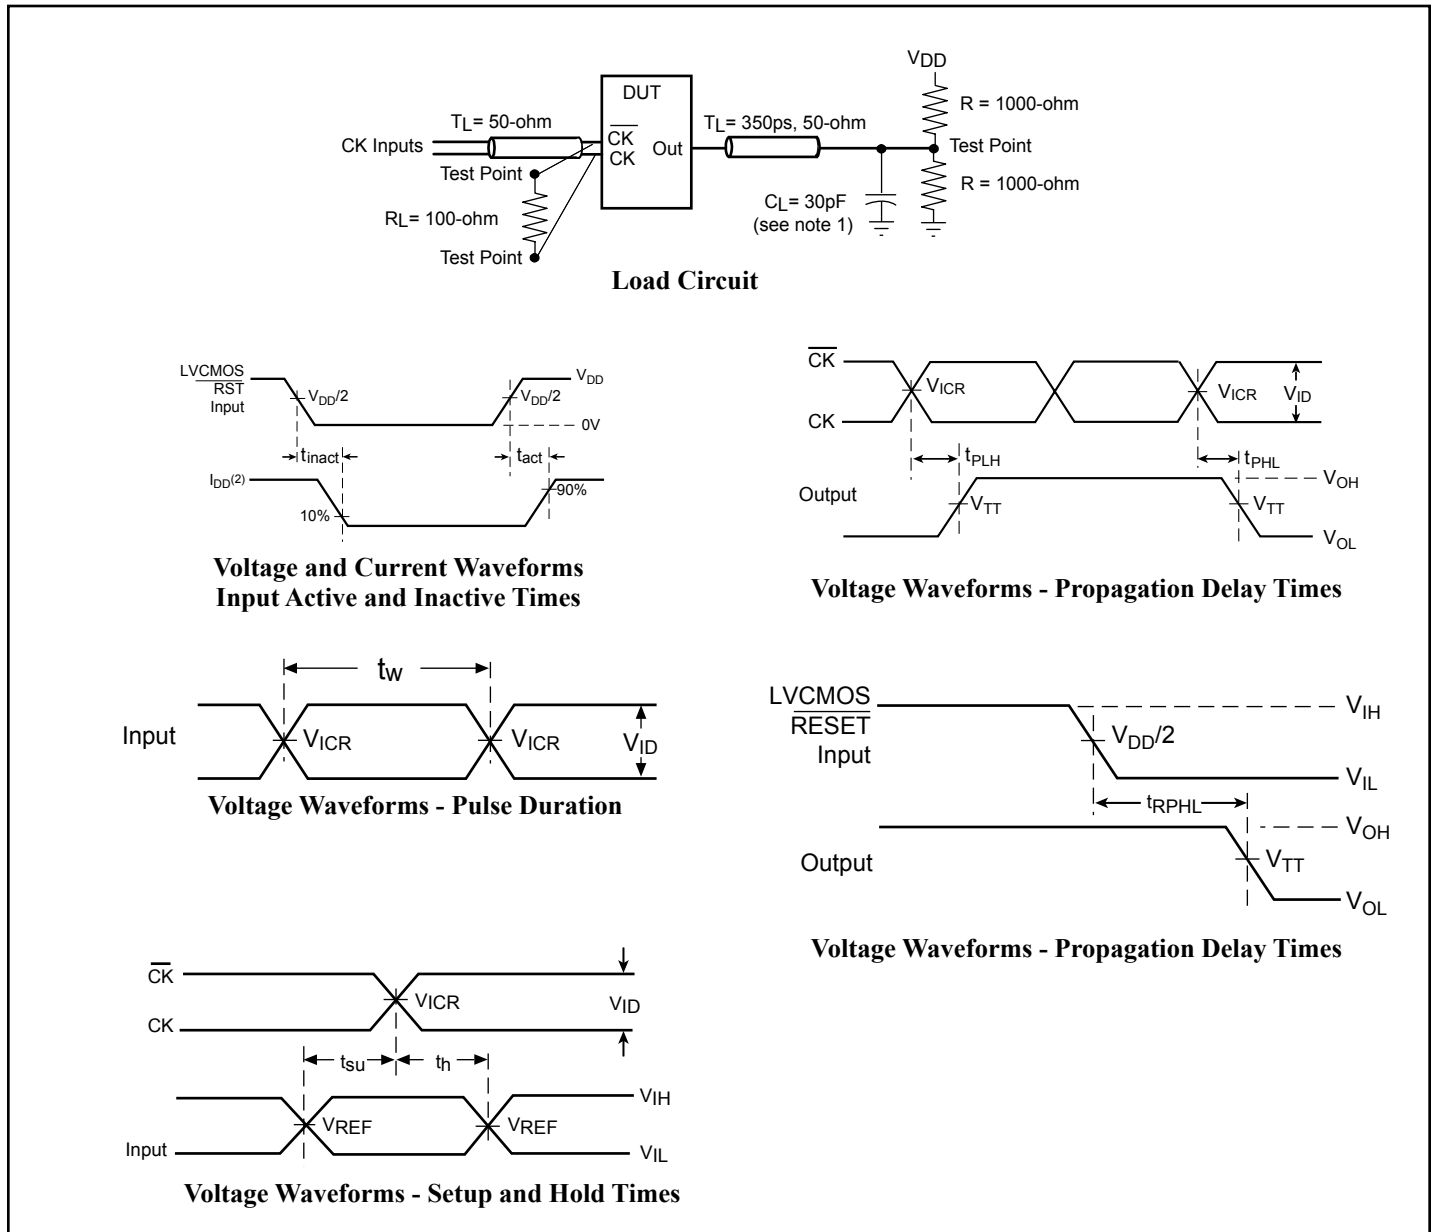 VDD
DUT
R = 1000-ohm
TL= 50-ohm
TL= 350ps, 50-ohm
CK Inputs
CK
CK
Out
Test Point
Test Point
R = 1000-ohm
RL= 100-ohm
CL= 30pF
(see note 1)
Test Point
Load Circuit
LVCMOS
RST
Input
VDD/2
VDD/2
VDD
0V
tinact
tact
IDD(2)
10%
90%
Voltage and Current Waveforms
Input Active and Inactive Times
CK
VICR
VICR
VID
CK
tPLH
tPHL
Output
VOH
VTT
VTT
VOL
Voltage Waveforms - Propagation Delay Times
tw
Input
VICR
VICR
VID
Voltage Waveforms - Pulse Duration
LVCMOS
RESET
Input
VIH
VDD/2
VIL
tRPHL
VOH
Output
VTT
VOL
Voltage Waveforms - Propagation Delay Times
CK
VICR
VID
CK
tsu
th
VIH
VREF
VREF
Input
VIL
Voltage Waveforms - Setup and Hold Times